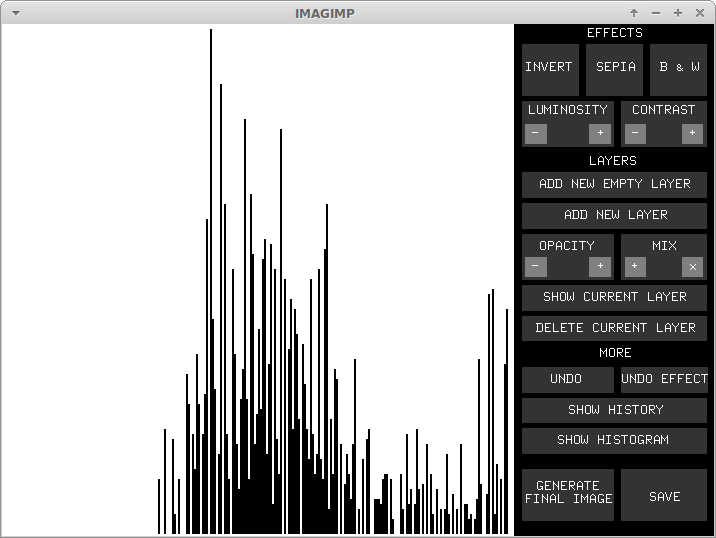 IMAGIMP
EFFECTS
INVERT SEPIA B & W
LUMINOSITY CONTRAST
- + - +
LAYERS
ADD NEW EMPTY LAYER
ADD NEW LAYER
OPACITY MIX
- + + x
SHOW CURRENT LAYER
DELETE CURRENT LAYER
MORE
UNDO UNDO EFFECT
SHOW HISTORY
SHOW HISTOGRAM
GENERATE
FINAL IMAGE
SAVE